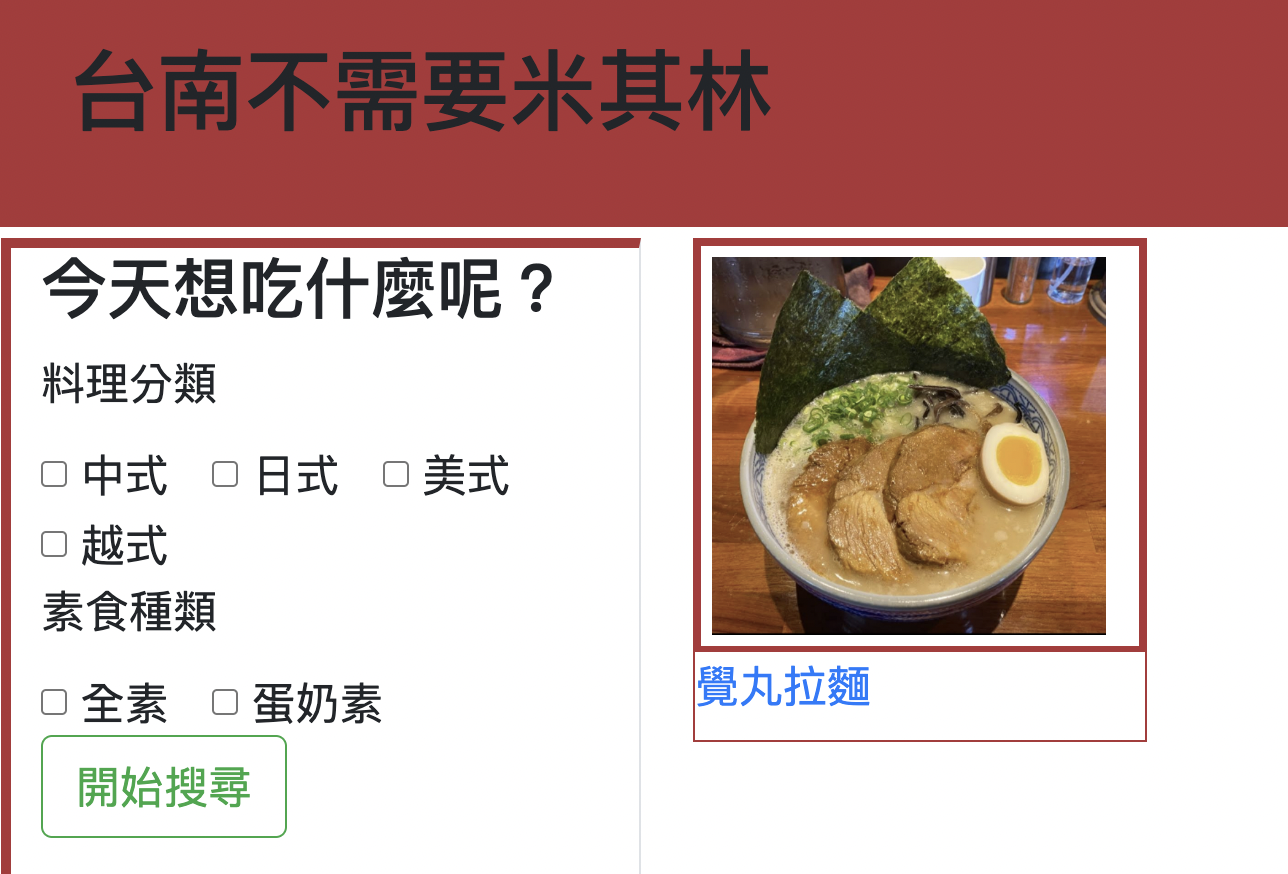 台南不需要米其林
今天想吃什麼呢？
料理分類
中式 日式 美式
越式
素食種類
全素 蛋奶素
開始搜尋
覺丸拉麵